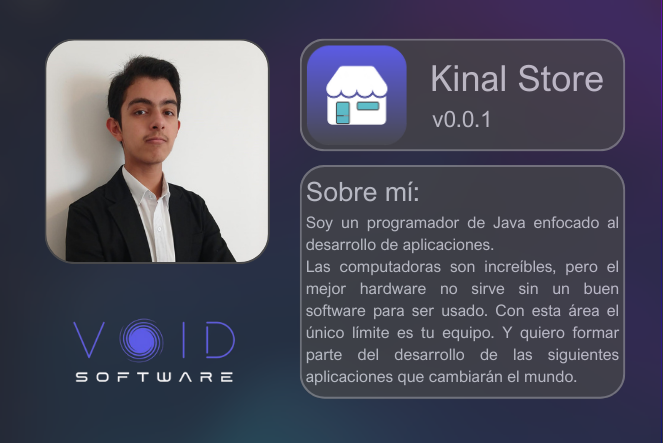 Kinal Store
v0.0.1
Sobre mí:
Soy un programador de Java enfocado al
desarrollo de aplicaciones.
Las computadoras son increíbles, pero el
mejor hardware no sirve sin un buen
software para ser usado. Con esta área el
único límite es tu equipo. Y quiero formar
parte del desarrollo de las siguientes
aplicaciones que cambiarán el mundo.
VOID
SOFTWARE